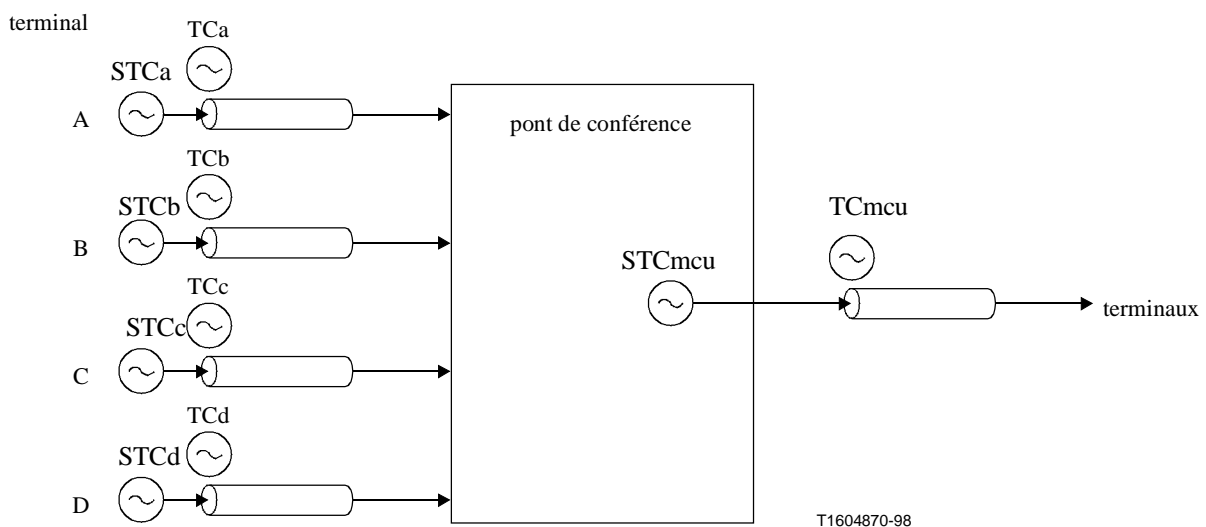 terminal
TCa
STCa
A
pont de conférence
TCb
STCb
B
TCmcu
STCmcu
terminaux
TCc
STCc
C
TCd
STCd
D
T1604870-98